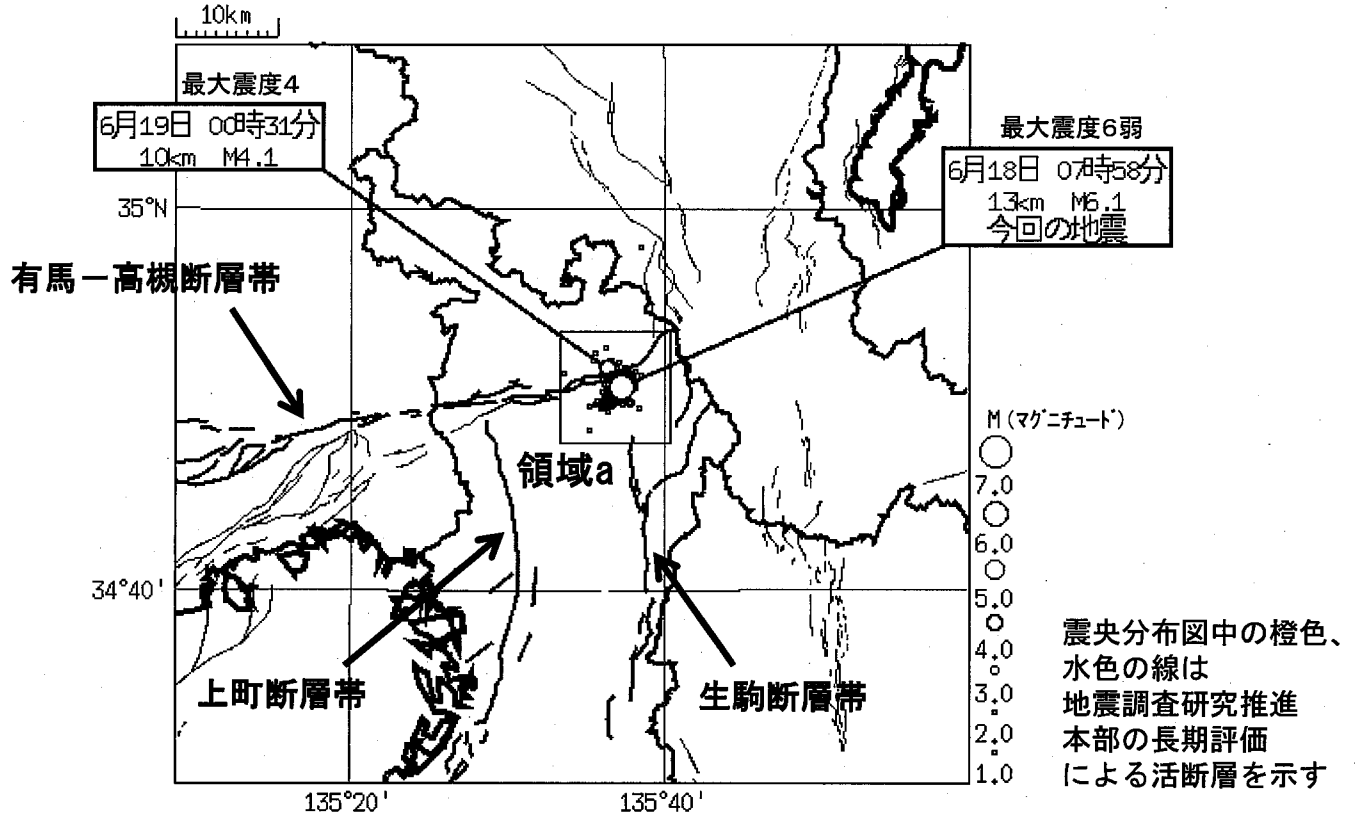 10km
最大震度4
6月19日 00時31分
10km M4.1
最大震度6弱
6月18日 07時58分
13km M6.1
今回の地震
35°N
有馬－高槻断層帯
領域a
M(ﾏｸﾞﾆﾁｭｰﾄﾞ)
7.0
6.0
5.0
4.0
3.0
2.0
1.0
34°40'
上町断層帯
生駒断層帯
震央分布図中の橙色、
水色の線は
地震調査研究推進
本部の長期評価
による活断層を示す
135°20'
135°40'